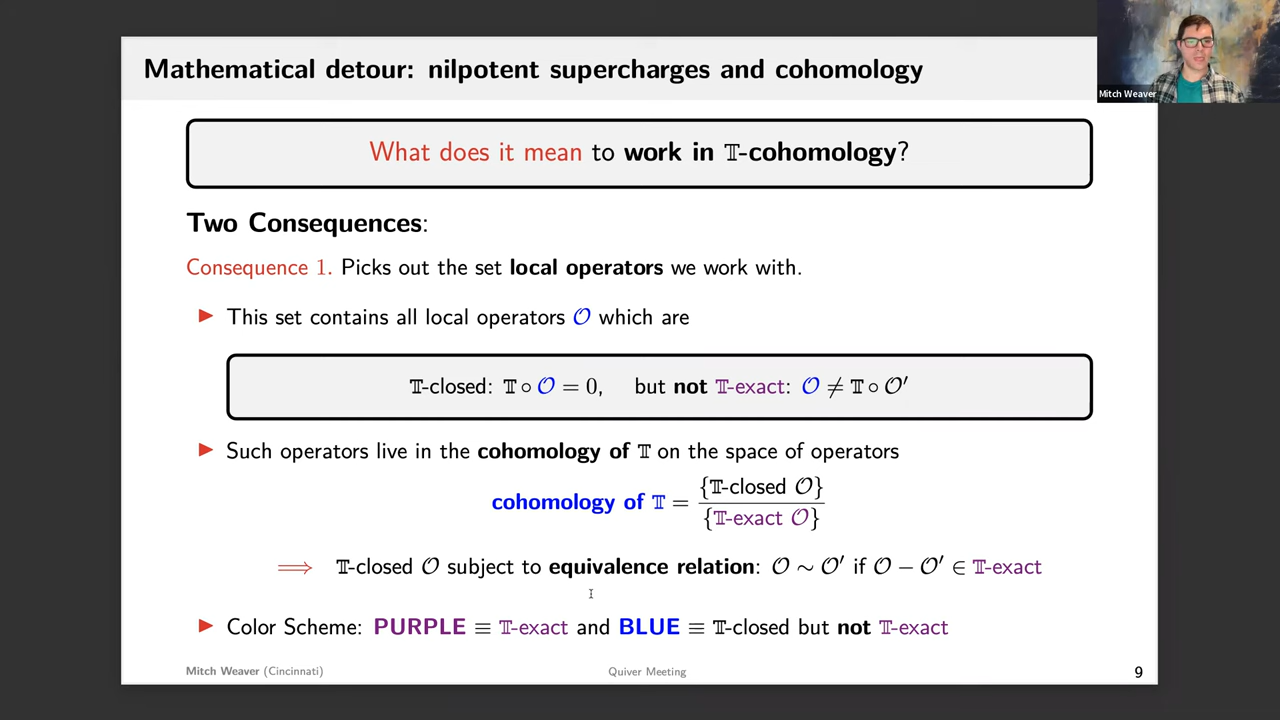 Mathematical detour: nilpotent supercharges and cohomology
Mitch Weaver
What does it mean to work in 𝕋-cohomology?
Two Consequences:
Consequence 1. Picks out the set local operators we work with.
▶ This set contains all local operators 𝒪 which are
𝕋-closed: 𝕋 ∘ 𝒪 = 0, but not 𝕋-exact: 𝒪 ≠ 𝕋 ∘ 𝒪′
▶ Such operators live in the cohomology of 𝕋 on the space of operators
cohomology of 𝕋 = {𝕋-closed 𝒪} / {𝕋-exact 𝒪}
⟹ 𝕋-closed 𝒪 subject to equivalence relation: 𝒪 ∼ 𝒪′ if 𝒪 − 𝒪′ ∈ 𝕋-exact
▶ Color Scheme: PURPLE ≡ 𝕋-exact and BLUE ≡ 𝕋-closed but not 𝕋-exact
Mitch Weaver (Cincinnati) Quiver Meeting 9